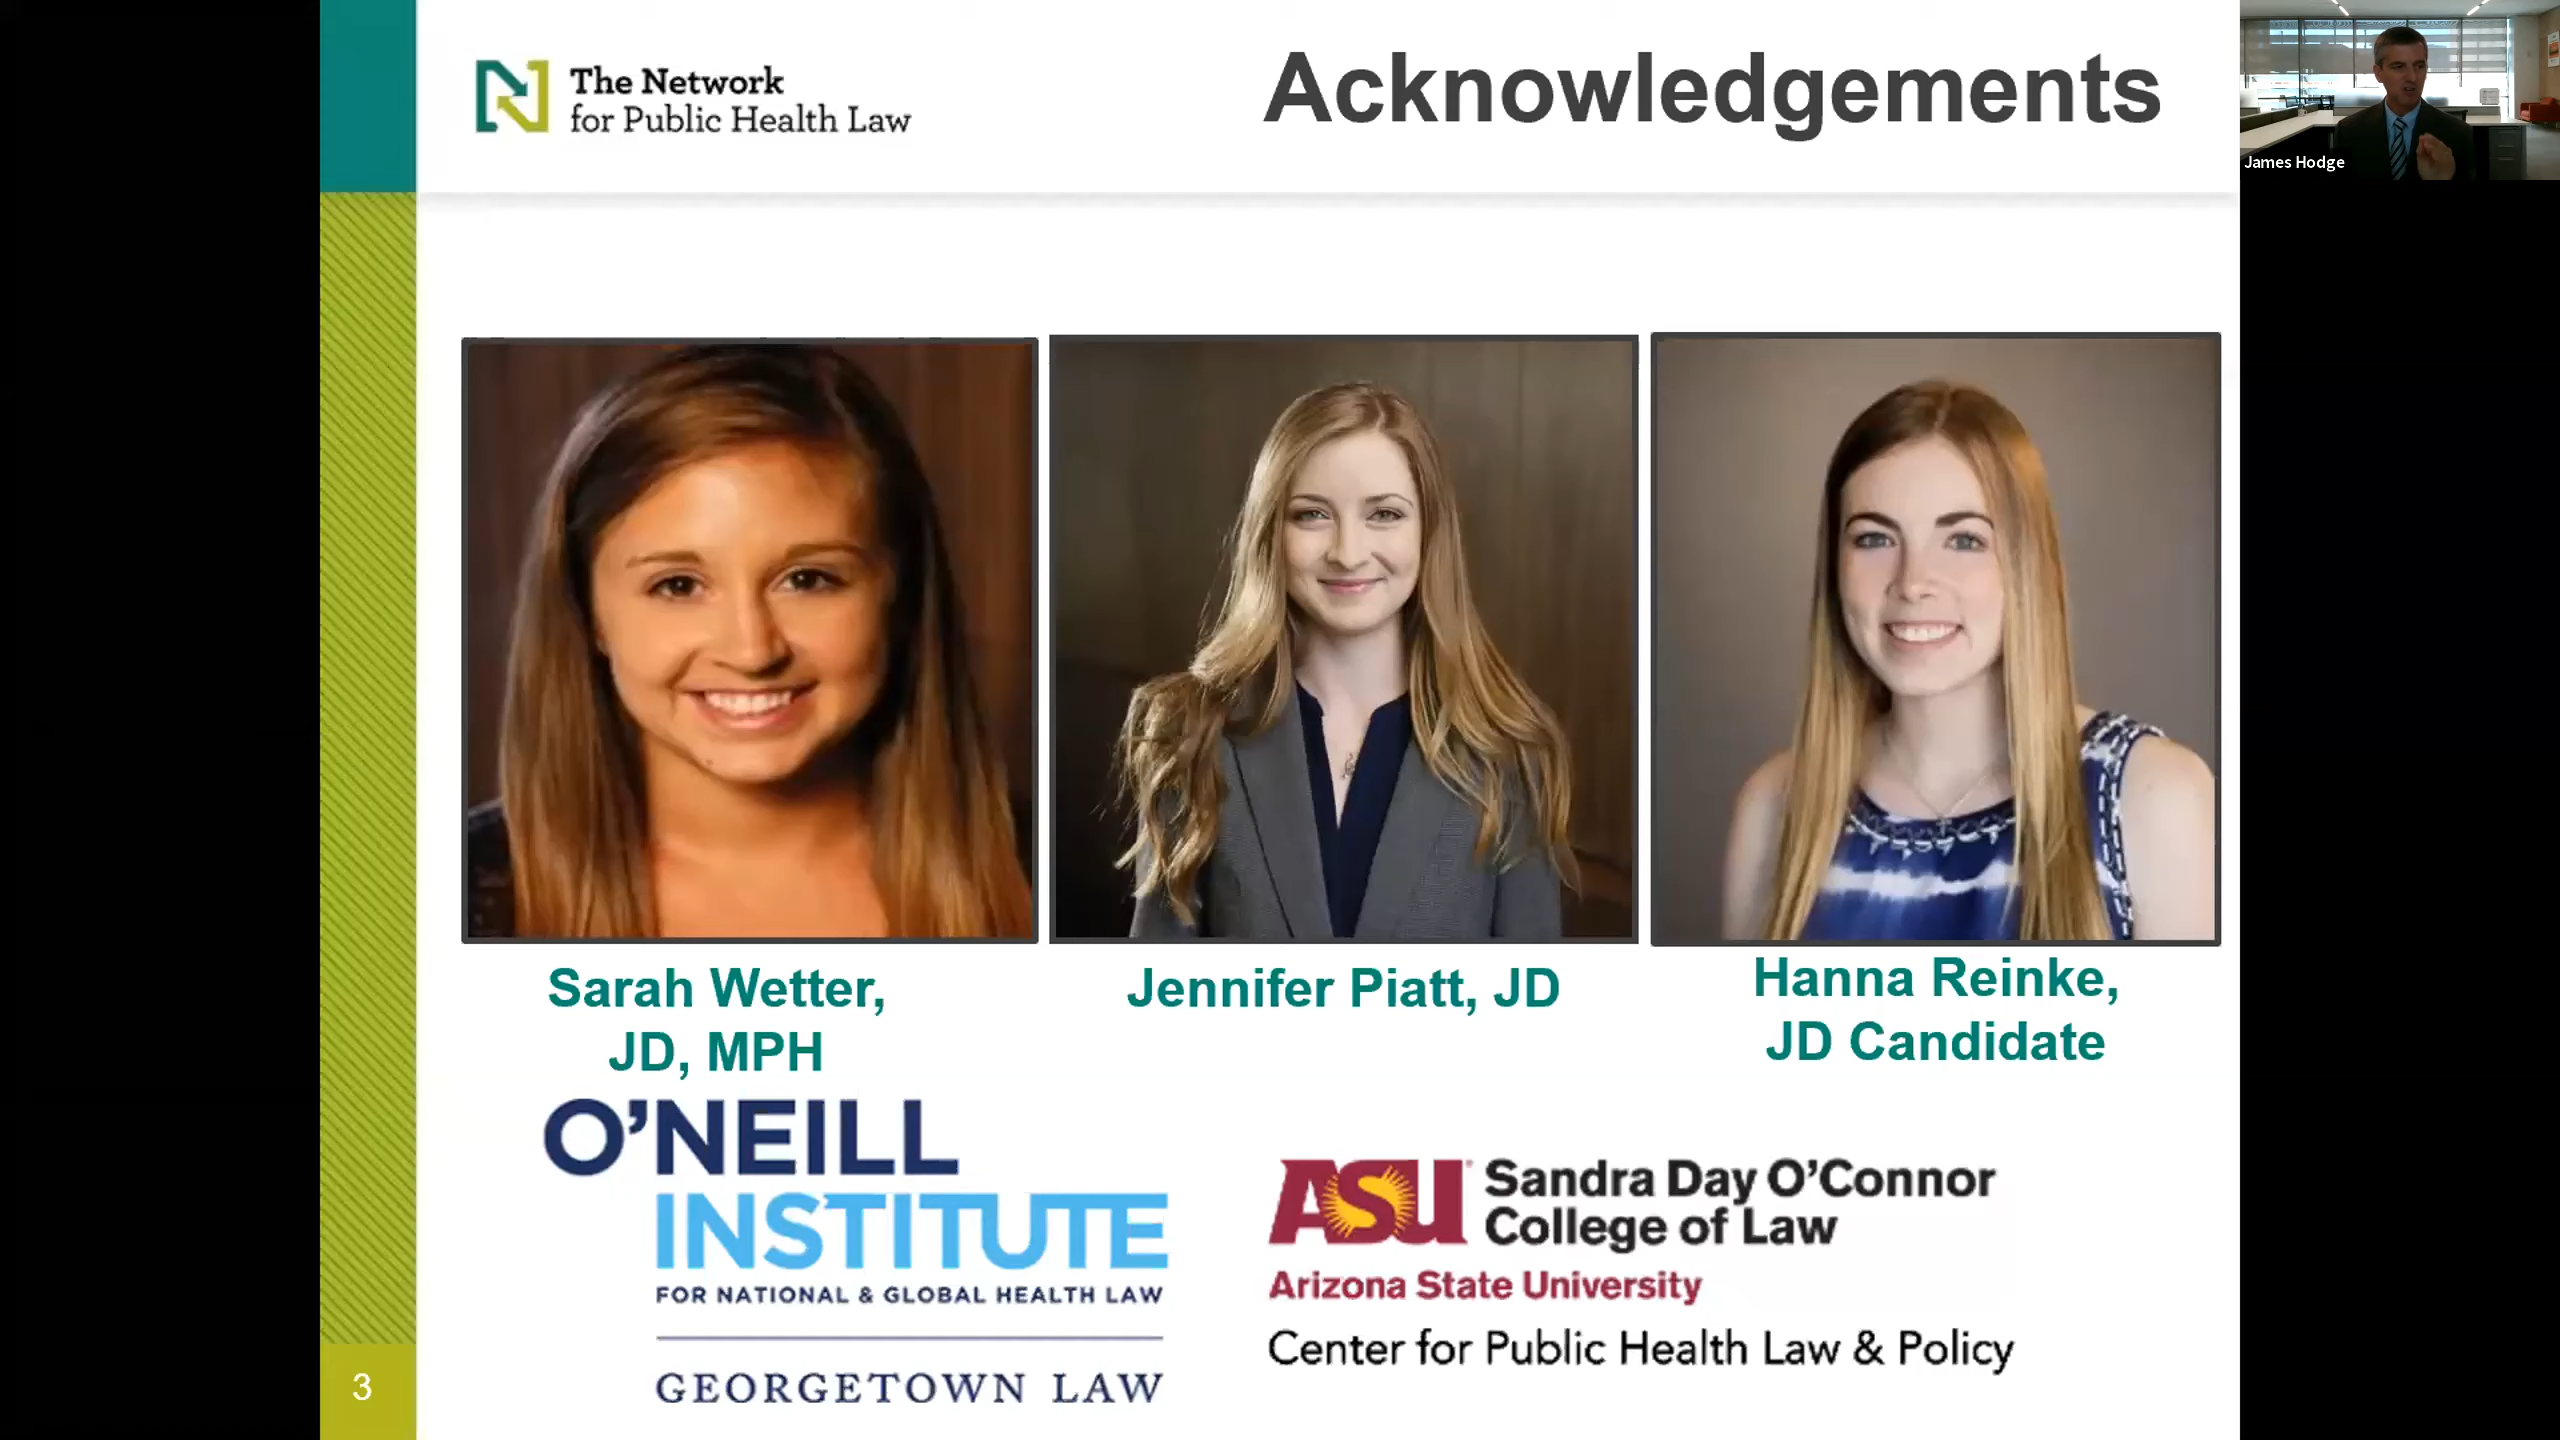 The Network
for Public Health Law
Acknowledgements
James Hodge
Sarah Wetter,
JD, MPH
Jennifer Piatt, JD
Hanna Reinke,
JD Candidate
O’NEILL
INSTITUTE
FOR NATIONAL & GLOBAL HEALTH LAW
GEORGETOWN LAW
ASU
Sandra Day O’Connor
College of Law
Arizona State University
Center for Public Health Law & Policy
3